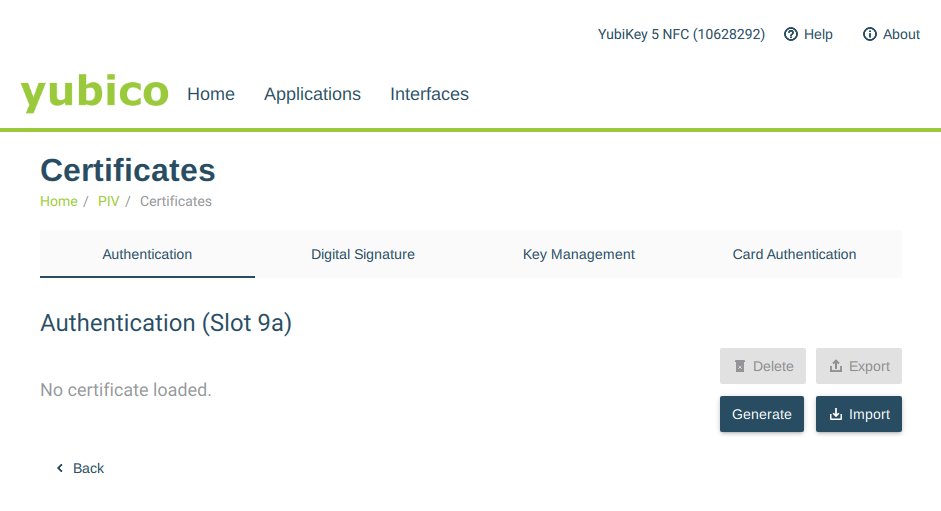 YubiKey 5 NFC (10628292) Help About
yubico Home Applications Interfaces
Certificates
Home / PIV / Certificates
Authentication Digital Signature Key Management Card Authentication
Authentication (Slot 9a)
Delete Export
No certificate loaded.
Generate Import
Back